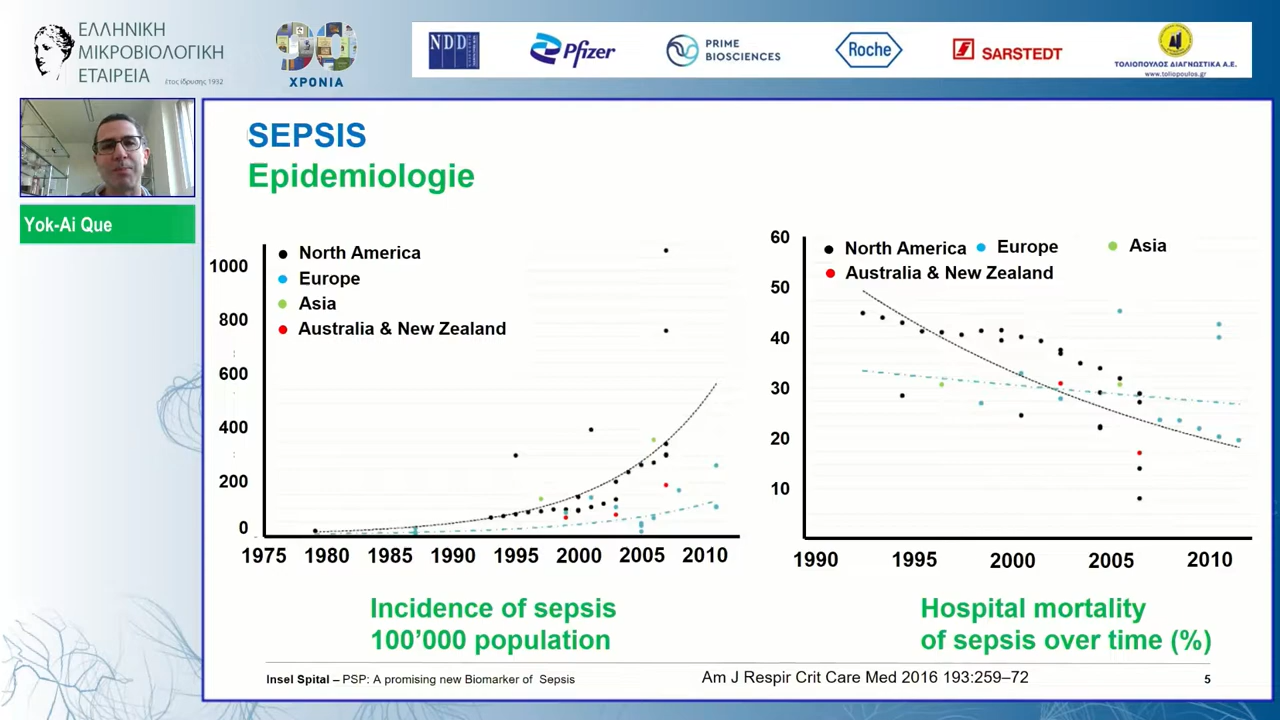 ΕΛΛΗΝΙΚΗ
ΜΙΚΡΟΒΙΟΛΟΓΙΚΗ
ΕΤΑΙΡΕΙΑ
έτος ίδρυσης 1932
90
ΧΡΟΝΙΑ
NDD
Pfizer
PRIME
BIOSCIENCES
Roche
SARSTEDT
ΤΟΛΙΟΠΟΥΛΟΣ ΔΙΑΓΝΩΣΤΙΚΑ Α.Ε.
www.toliopoulos.gr
Yok-Ai Que
SEPSIS
Epidemiologie
North America
Europe
Asia
Australia & New Zealand
1000
800
600
400
200
0
1975 1980 1985 1990 1995 2000 2005 2010
Incidence of sepsis
100’000 population
North America Europe Asia
Australia & New Zealand
60
50
40
30
20
10
1990 1995 2000 2005 2010
Hospital mortality
of sepsis over time (%)
Insel Spital – PSP: A promising new Biomarker of Sepsis
Am J Respir Crit Care Med 2016 193:259–72
5